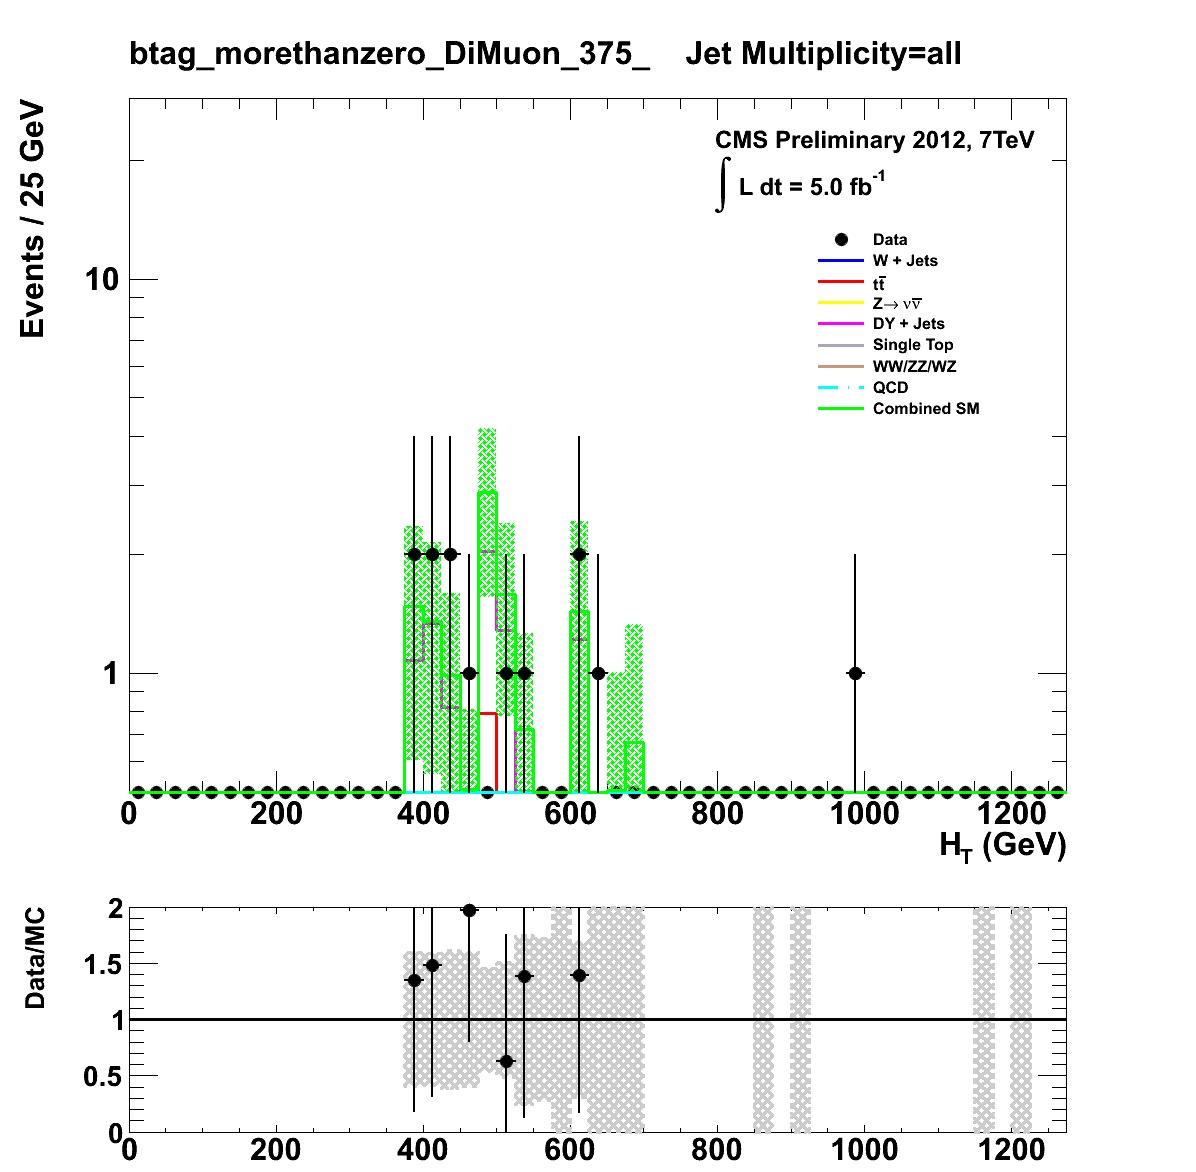 btag_morethanzero_DiMuon_375_ Jet Multiplicity=all
Events / 25 GeV
CMS Preliminary 2012, 7TeV
∫ L dt = 5.0 fb⁻¹
Data
W + Jets
tt̅
Z→ νν̅
DY + Jets
Single Top
WW/ZZ/WZ
QCD
Combined SM
10
1
0 200 400 600 800 1000 1200
H_T (GeV)
Data/MC
2
1.5
1
0.5
0
0 200 400 600 800 1000 1200